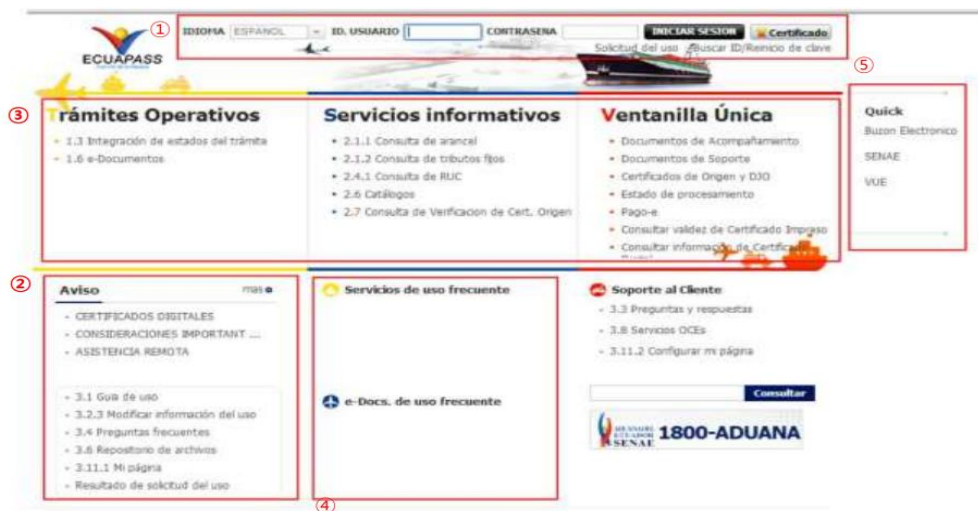 ①
IDIOMA ESPAÑOL ID. USUARIO CONTRASENA INICIAR SESION Certificado
Solicitud del uso Buscar ID/Reinicio de clave
ECUAPASS
⑤
③
Trámites Operativos
1.3 Integración de estados del trámite
1.6 e-Documentos
Servicios informativos
2.1.1 Consulta de arancel
2.1.2 Consulta de tributos fijos
2.4.1 Consulta de RUC
2.6 Catálogos
2.7 Consulta de Verificacion de Cert. Origen
Ventanilla Única
Documentos de Acompañamiento
Documentos de Soporte
Certificados de Origen y DJO
Estado de procesamiento
Pago-e
Consultar validez de Certificado Impreso
Consultar información de Certificado
Quick
Buzon Electronico
SENAE
VUE
②
Aviso mas
CERTIFICADOS DIGITALES
CONSIDERACIONES IMPORTANT ...
ASISTENCIA REMOTA
3.1 Guia de uso
3.2.3 Modificar información del uso
3.4 Preguntas frecuentes
3.6 Repositorio de archivos
3.11.1 Mi página
Resultado de solicitud del uso
Servicios de uso frecuente
e-Docs. de uso frecuente
④
Soporte al Cliente
3.3 Preguntas y respuestas
3.8 Servicios OCEs
3.11.2 Configurar mi página
Consultar
ECUADOR
SENAE
1800-ADUANA